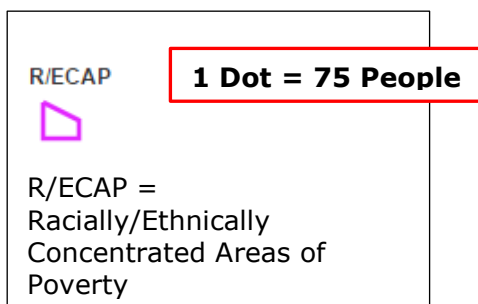 R/ECAP
1 Dot = 75 People
R/ECAP =
Racially/Ethnically
Concentrated Areas of
Poverty